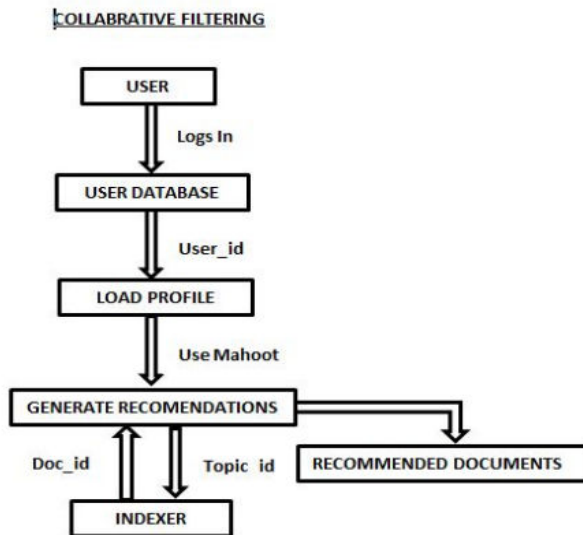 COLLABRATIVE FILTERING
USER
Logs In
USER DATABASE
User_id
LOAD PROFILE
Use Mahoot
GENERATE RECOMENDATIONS
Doc_id
Topic id
RECOMMENDED DOCUMENTS
INDEXER